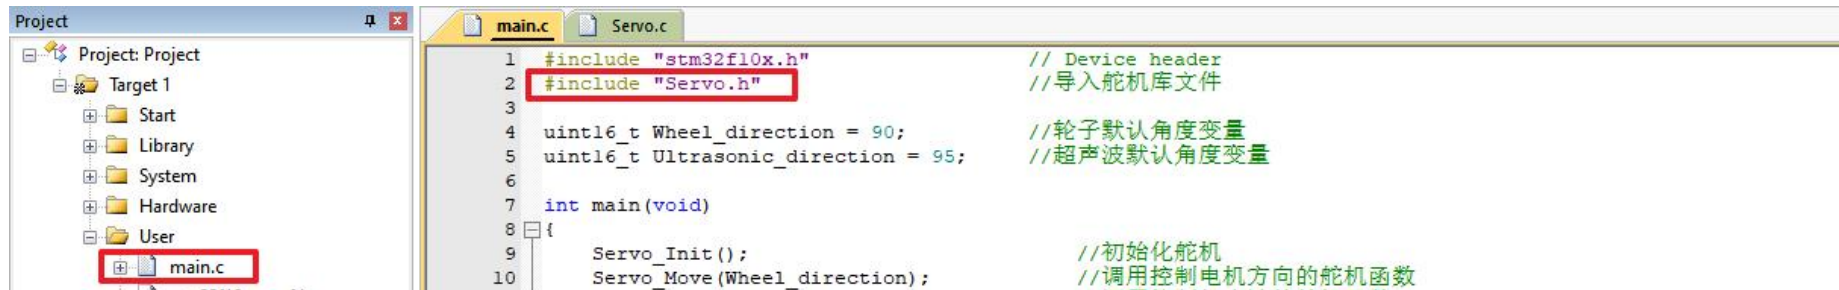 Project
Project: Project
Target 1
Start
Library
System
Hardware
User
main.c
main.c Servo.c
1 #include "stm32f10x.h" // Device header
2 #include "Servo.h" //导入舵机库文件
3
4 uint16_t Wheel_direction = 90; //轮子默认角度变量
5 uint16_t Ultrasonic_direction = 95; //超声波默认角度变量
6
7 int main(void)
8 {
9 Servo_Init(); //初始化舵机
10 Servo_Move(Wheel_direction); //调用控制电机方向的舵机函数